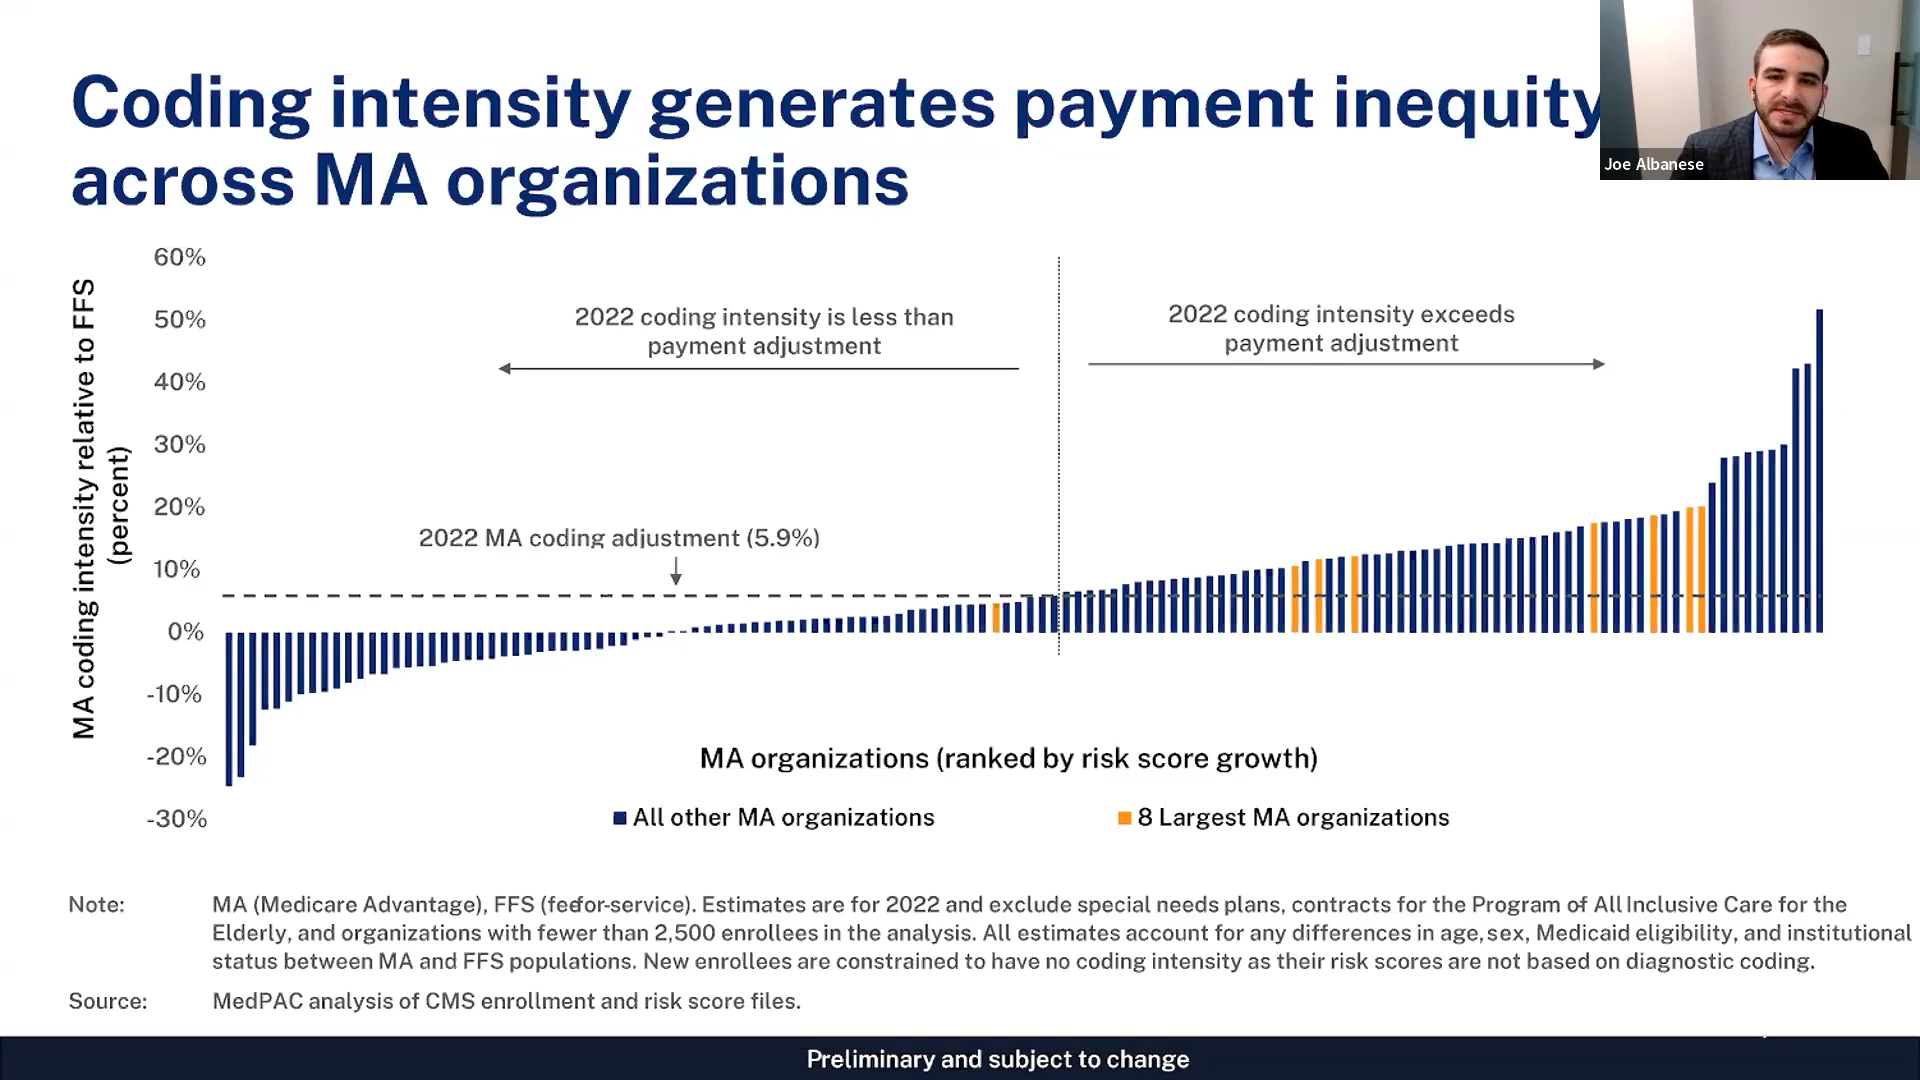 Coding intensity generates payment inequity
across MA organizations
Joe Albanese
MA coding intensity relative to FFS
(percent)
60%
50%
40%
30%
20%
10%
0%
-10%
-20%
-30%
2022 coding intensity is less than
payment adjustment
2022 coding intensity exceeds
payment adjustment
2022 MA coding adjustment (5.9%)
MA organizations (ranked by risk score growth)
All other MA organizations
8 Largest MA organizations
Note: MA (Medicare Advantage), FFS (feefor-service). Estimates are for 2022 and exclude special needs plans, contracts for the Program of All Inclusive Care for the
Elderly, and organizations with fewer than 2,500 enrollees in the analysis. All estimates account for any differences in age, sex, Medicaid eligibility, and institutional
status between MA and FFS populations. New enrollees are constrained to have no coding intensity as their risk scores are not based on diagnostic coding.
Source: MedPAC analysis of CMS enrollment and risk score files.
Preliminary and subject to change